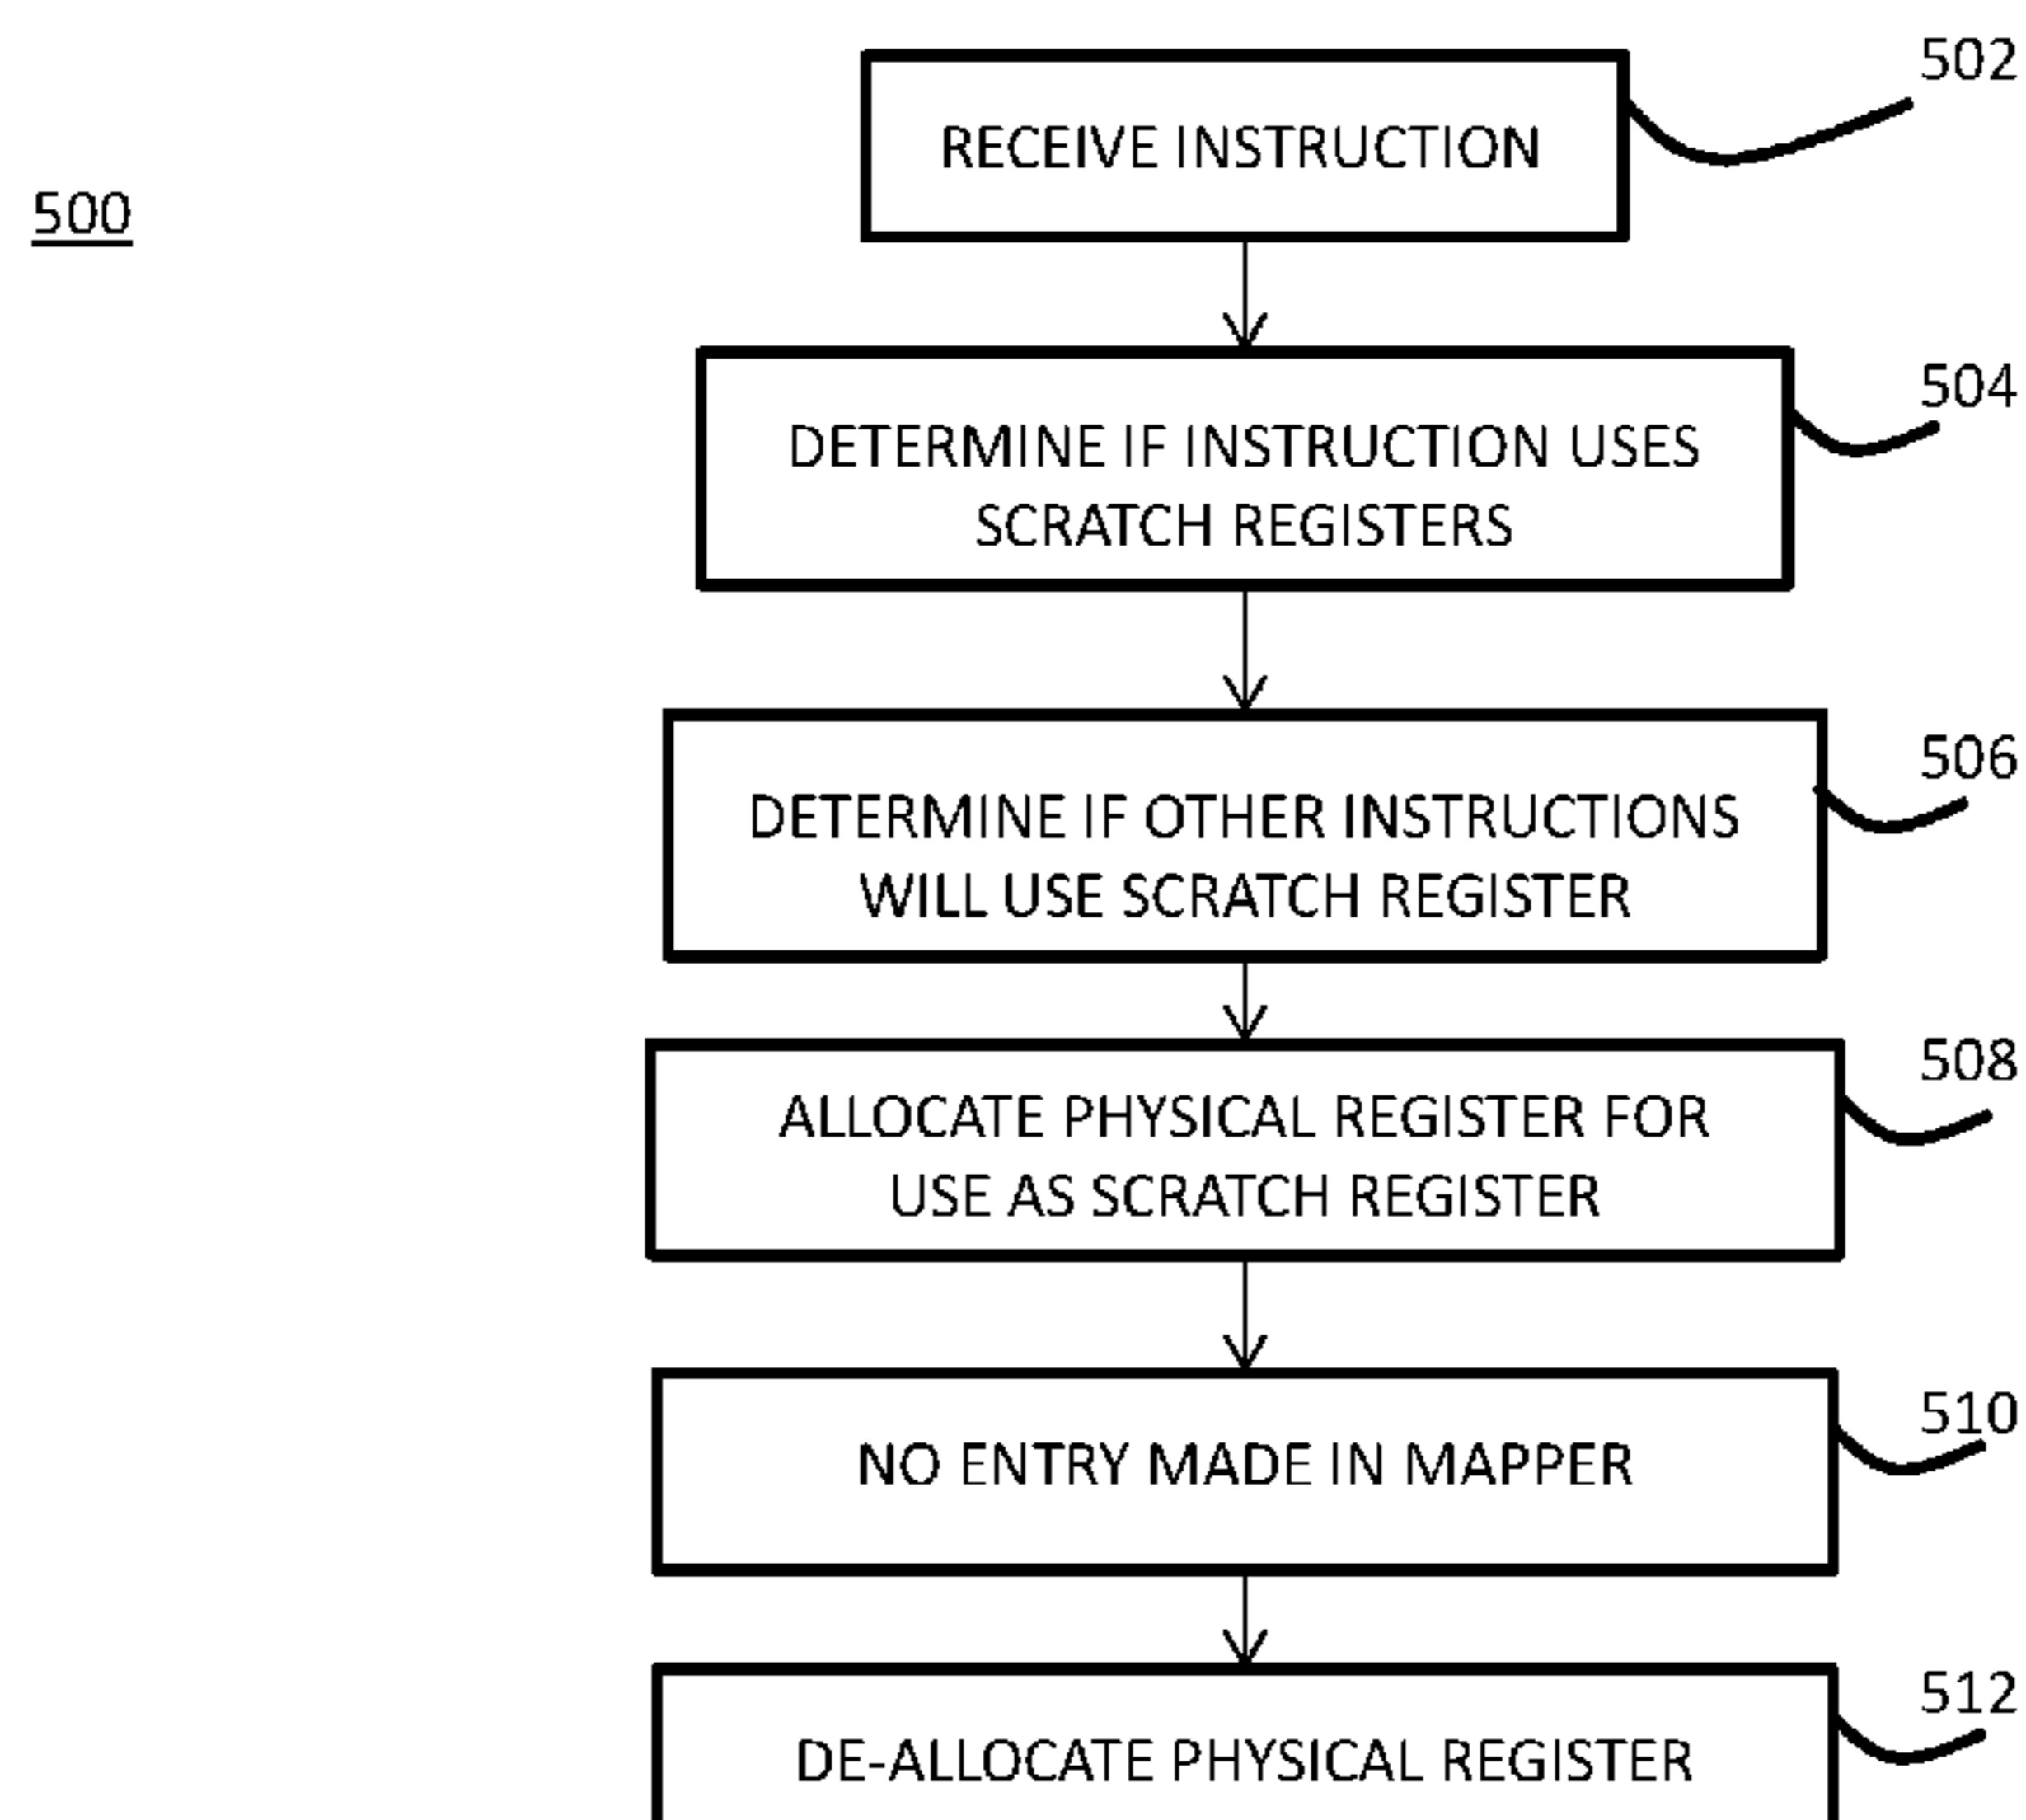 502
RECEIVE INSTRUCTION
500
504
DETERMINE IF INSTRUCTION USES
SCRATCH REGISTERS
506
DETERMINE IF OTHER INSTRUCTIONS
WILL USE SCRATCH REGISTER
508
ALLOCATE PHYSICAL REGISTER FOR
USE AS SCRATCH REGISTER
510
NO ENTRY MADE IN MAPPER
512
DE-ALLOCATE PHYSICAL REGISTER